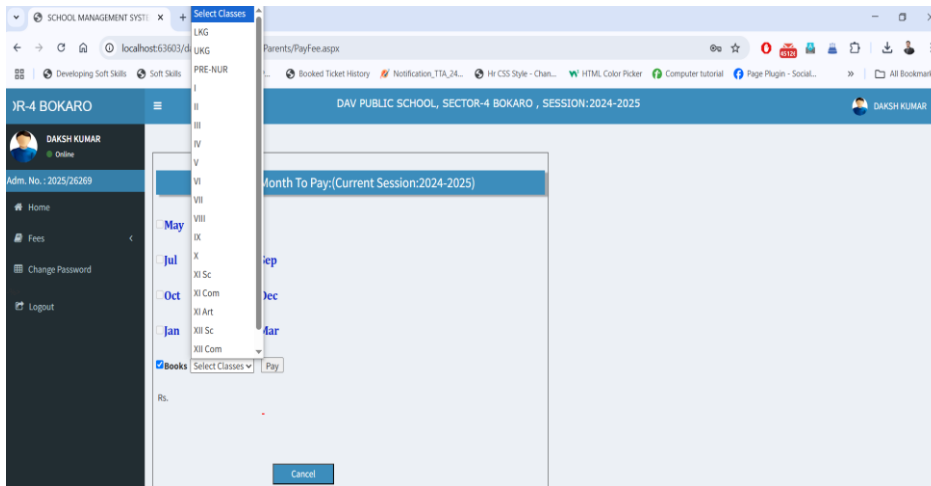 SCHOOL MANAGEMENT SYST
localhost:63603/d
Parents/PayFee.aspx
Developing Soft Skills
Soft Skills
Booked Ticket History
Notification_TTA_24...
Hr CSS Style - Chan...
HTML Color Picker
Computer tutorial
Page Plugin - Social...
All Bookmar
OR-4 BOKARO
DAV PUBLIC SCHOOL, SECTOR-4 BOKARO , SESSION:2024-2025
DAKSH KUMAR
DAKSH KUMAR
Online
Adm. No. : 2025/26269
Home
Fees
Change Password
Logout
Select Classes
LKG
UKG
PRE-NUR
I
II
III
IV
V
VI
VII
VIII
IX
X
XI Sc
XI Com
XI Art
XII Sc
XII Com
Month To Pay:(Current Session:2024-2025)
May
Jul Sep
Oct Dec
Jan Mar
Books Select Classes Pay
Rs.
Cancel